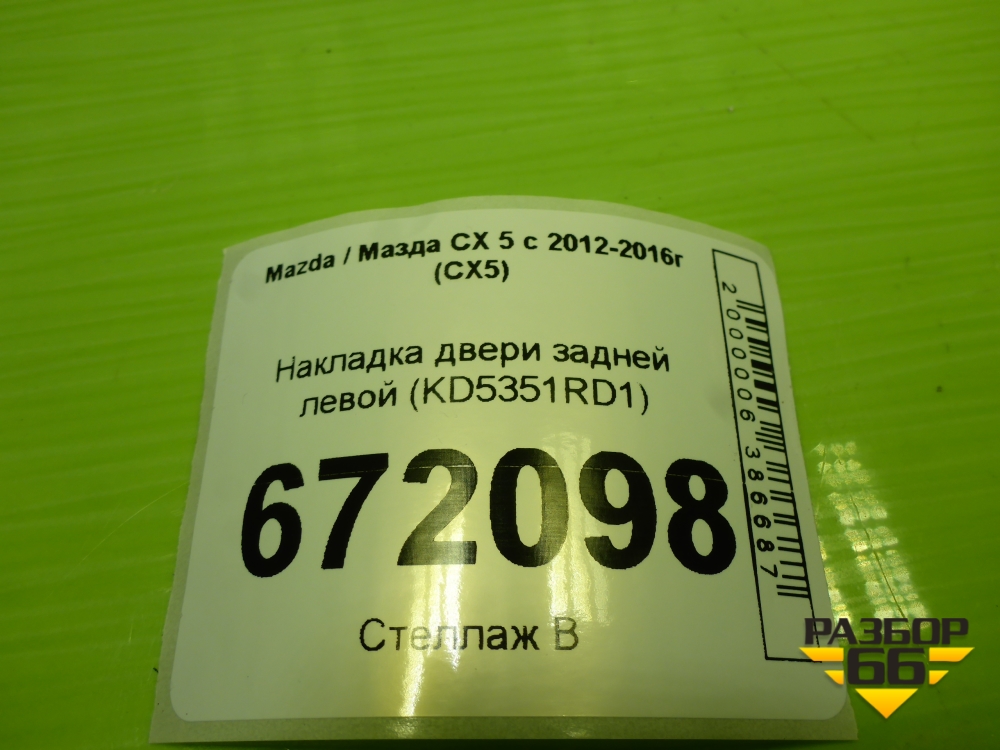 Mazda / Мазда CX 5 с 2012-2016г
(CX5)
Накладка двери задней
левой (KD5351RD1)
672098
Стеллаж В
2000006386687
РАЗБОР
66